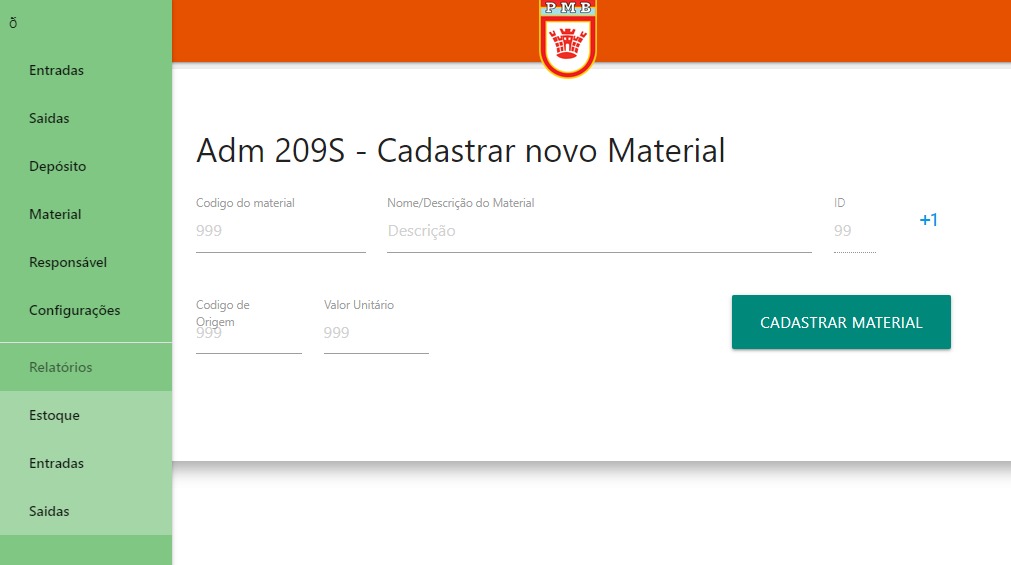 P M B
ð
Entradas
Saidas
Depósito
Material
Responsável
Configurações
Relatórios
Estoque
Entradas
Saidas
Adm 209S - Cadastrar novo Material
Codigo do material
Nome/Descrição do Material
ID
999
Descrição
99
+1
Codigo de
Origem
Valor Unitário
999
999
CADASTRAR MATERIAL